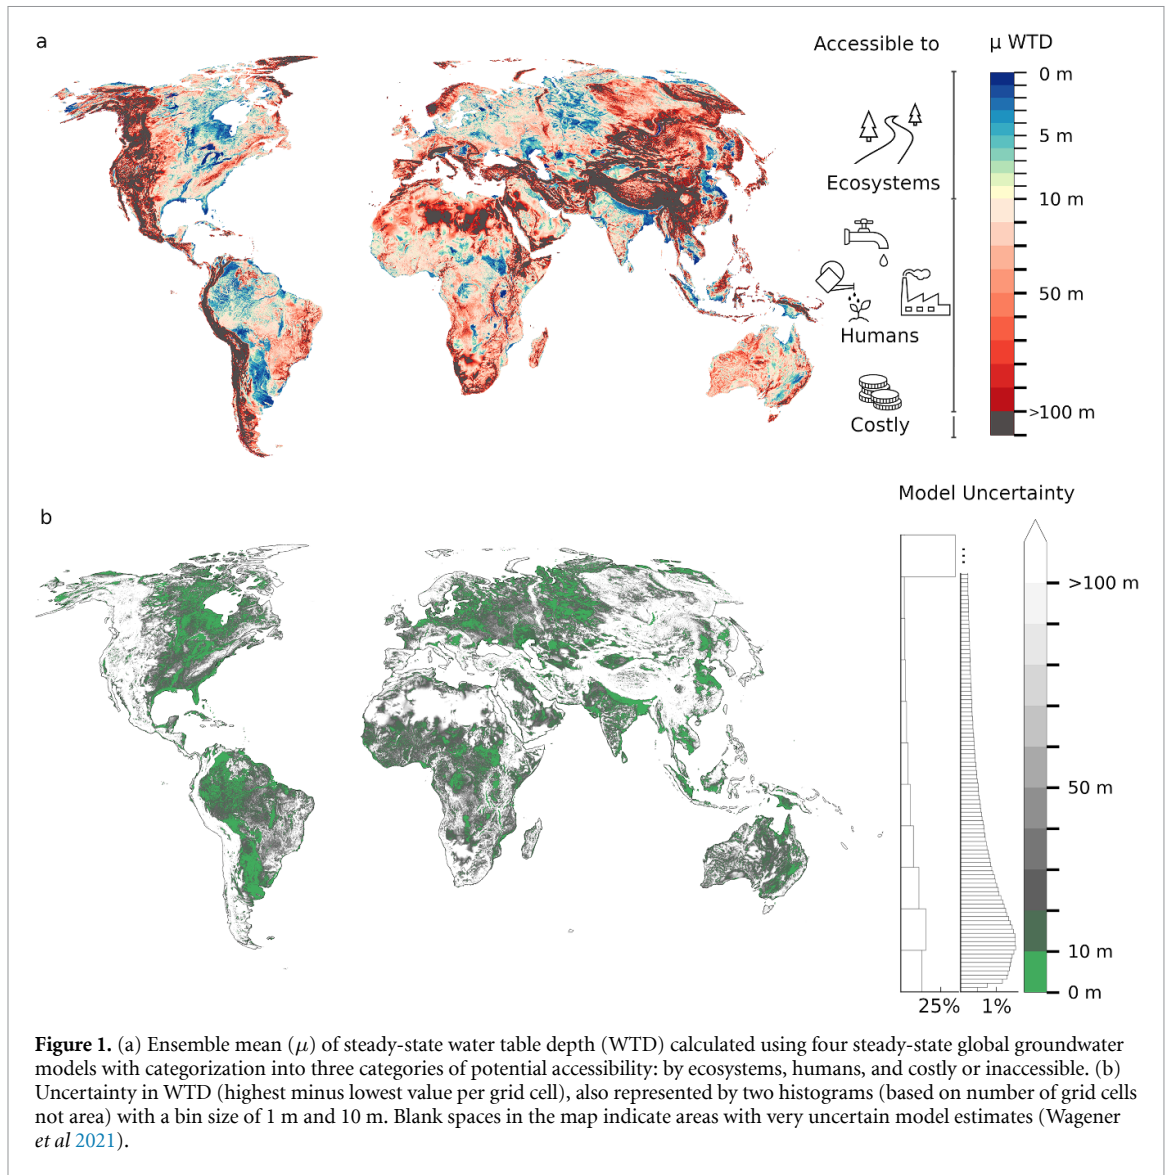 a
Accessible to
μ WTD
0 m
5 m
Ecosystems
10 m
50 m
Humans
>100 m
Costly
Model Uncertainty
b
>100 m
50 m
10 m
0 m
25%
1%
Figure 1. (a) Ensemble mean (μ) of steady-state water table depth (WTD) calculated using four steady-state global groundwater
models with categorization into three categories of potential accessibility: by ecosystems, humans, and costly or inaccessible. (b)
Uncertainty in WTD (highest minus lowest value per grid cell), also represented by two histograms (based on number of grid cells
not area) with a bin size of 1 m and 10 m. Blank spaces in the map indicate areas with very uncertain model estimates (Wagener
et al 2021).